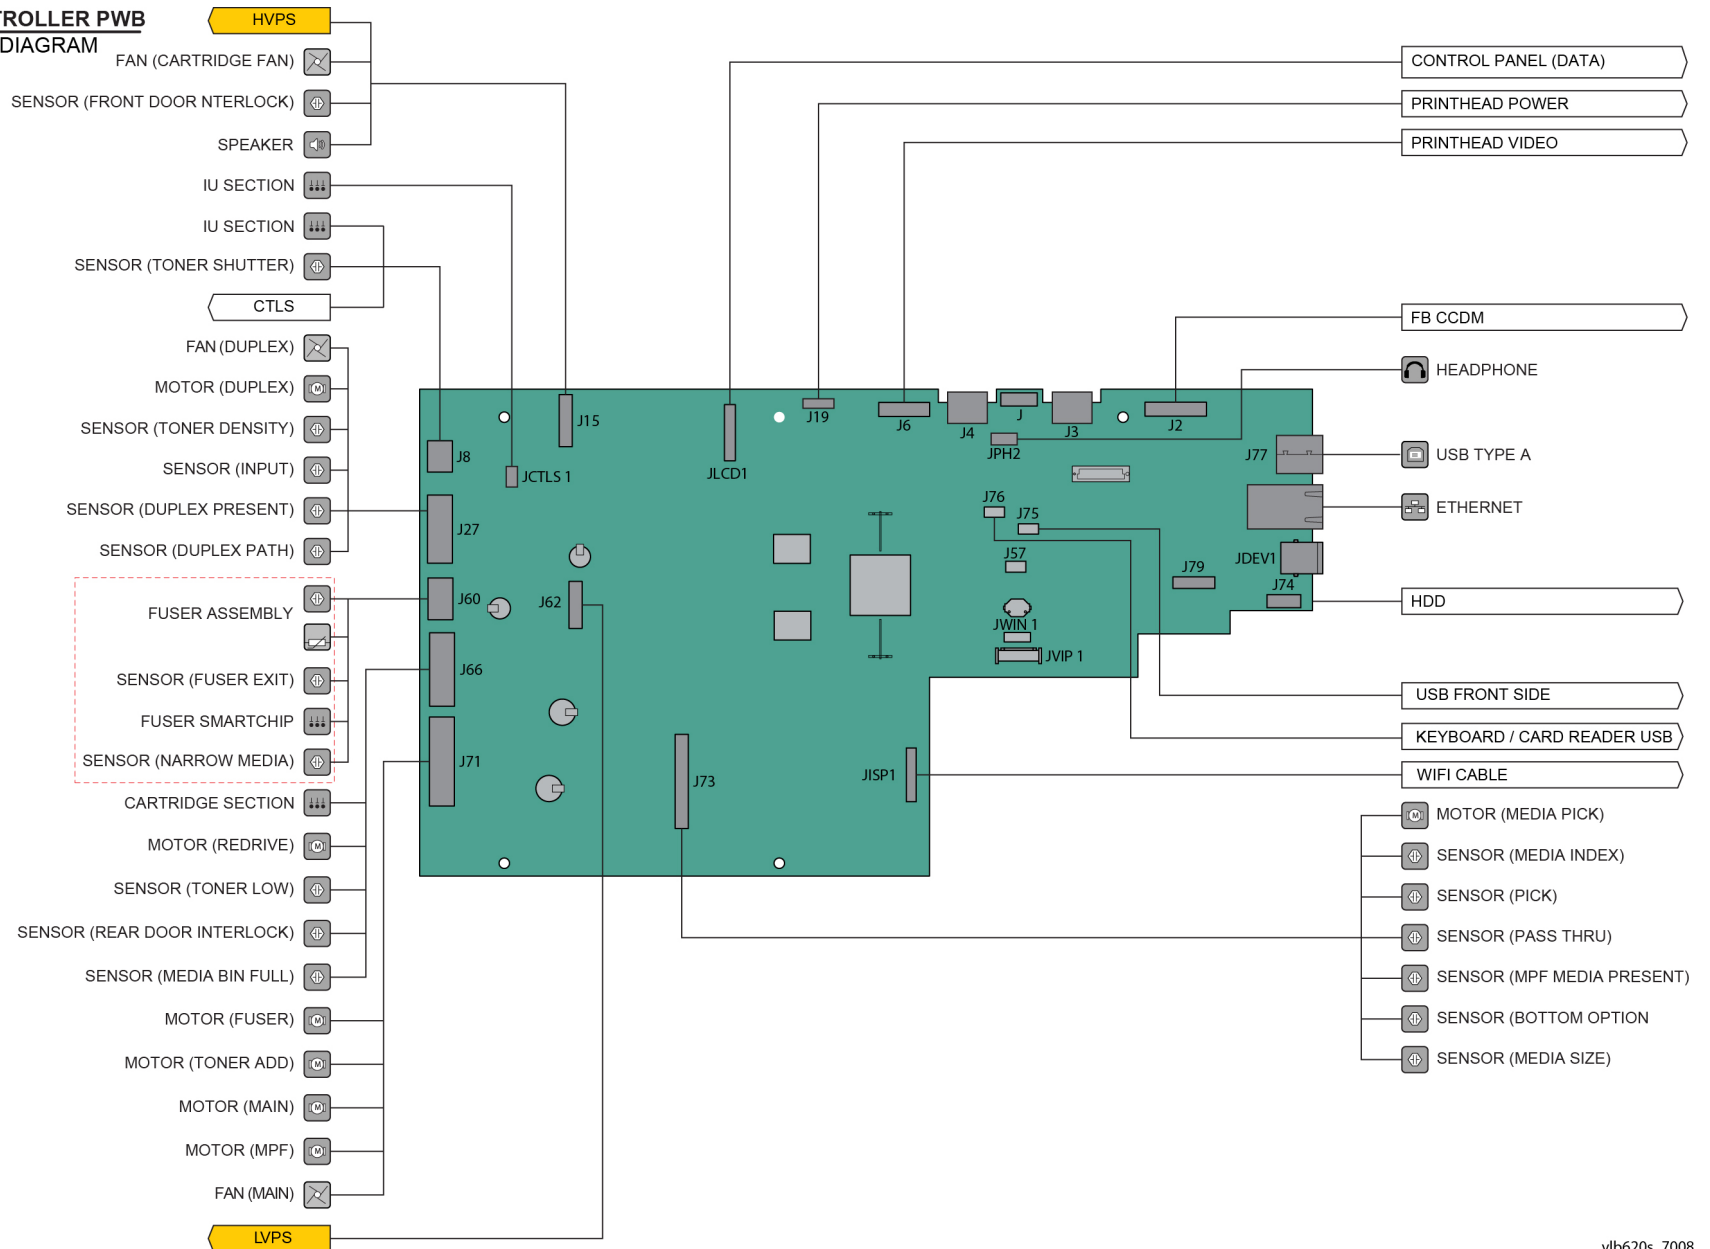 TROLLER PWB
DIAGRAM
HVPS
FAN (CARTRIDGE FAN)
SENSOR (FRONT DOOR NTERLOCK)
SPEAKER
IU SECTION
IU SECTION
SENSOR (TONER SHUTTER)
CTLS
FAN (DUPLEX)
MOTOR (DUPLEX)
SENSOR (TONER DENSITY)
SENSOR (INPUT)
SENSOR (DUPLEX PRESENT)
SENSOR (DUPLEX PATH)
FUSER ASSEMBLY
SENSOR (FUSER EXIT)
FUSER SMARTCHIP
SENSOR (NARROW MEDIA)
CARTRIDGE SECTION
MOTOR (REDRIVE)
SENSOR (TONER LOW)
SENSOR (REAR DOOR INTERLOCK)
SENSOR (MEDIA BIN FULL)
MOTOR (FUSER)
MOTOR (TONER ADD)
MOTOR (MAIN)
MOTOR (MPF)
FAN (MAIN)
LVPS
J15
J8
JCTLS 1
J27
J60
J62
J66
J71
J73
JLCD1
J19
J6
J4
J
J3
J2
JPH2
J77
J76
J75
J57
JDEV1
J79
J74
JWIN 1
JVIP 1
JISP1
CONTROL PANEL (DATA)
PRINTHEAD POWER
PRINTHEAD VIDEO
FB CCDM
HEADPHONE
USB TYPE A
ETHERNET
HDD
USB FRONT SIDE
KEYBOARD / CARD READER USB
WIFI CABLE
MOTOR (MEDIA PICK)
SENSOR (MEDIA INDEX)
SENSOR (PICK)
SENSOR (PASS THRU)
SENSOR (MPF MEDIA PRESENT)
SENSOR (BOTTOM OPTION
SENSOR (MEDIA SIZE)
vlb620s_7008